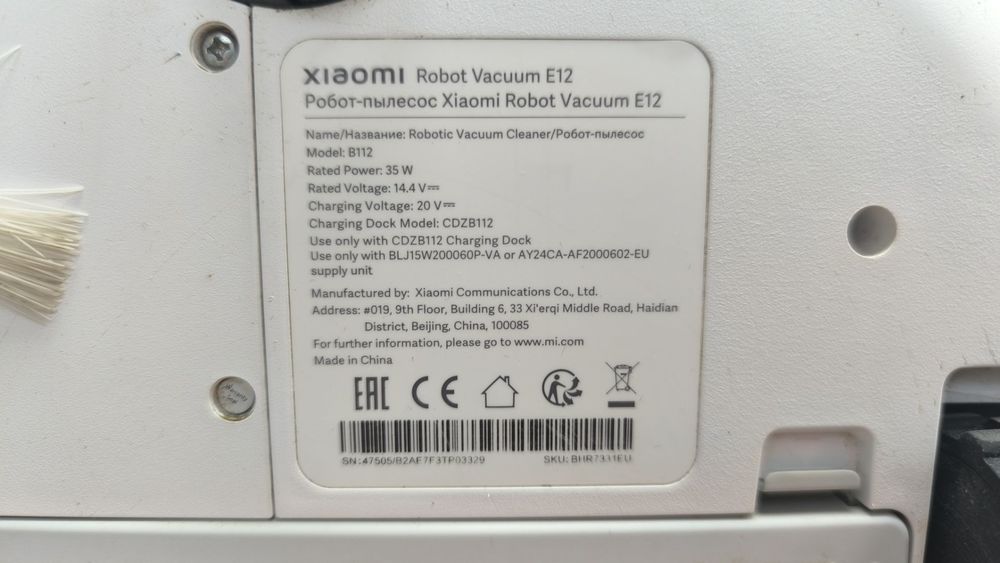 xiaomi Robot Vacuum E12
Робот-пылесос Xiaomi Robot Vacuum E12
Name/Название: Robotic Vacuum Cleaner/Робот-пылесос
Model: B112
Rated Power: 35 W
Rated Voltage: 14.4 V⎓
Charging Voltage: 20 V⎓
Charging Dock Model: CDZB112
Use only with CDZB112 Charging Dock
Use only with BLJ15W200060P-VA or AY24CA-AF2000602-EU
supply unit
Manufactured by: Xiaomi Communications Co., Ltd.
Address: #019, 9th Floor, Building 6, 33 Xi'erqi Middle Road, Haidian
District, Beijing, China, 100085
For further information, please go to www.mi.com
Made in China
EAC CE
SN:47505/B2AF7F3TP03329 SKU: BHR7331EU